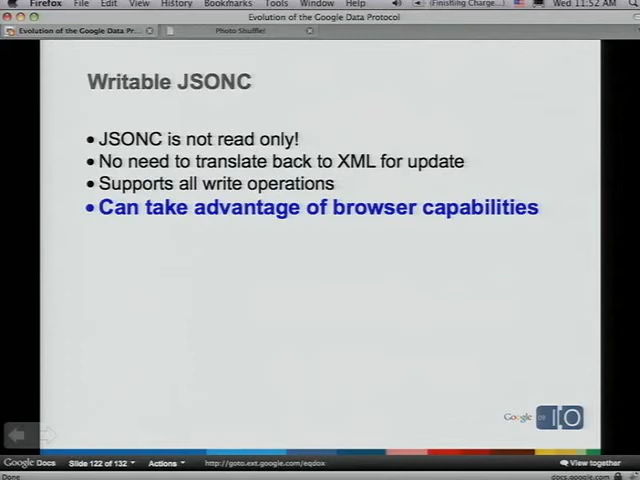 Firefox File Edit View History Bookmarks Tools Window Help (Finishing Charge... Wed 11:52 AM
Evolution of the Google Data Protocol
Evolution of the Google Data Pr... Photo Shuffle!
Writable JSONC
• JSONC is not read only!
• No need to translate back to XML for update
• Supports all write operations
• Can take advantage of browser capabilities
Google I/O
Google Docs Slide 122 of 132 Actions http://goto.ext.google.com/eqdox View together
Done docs.google.com